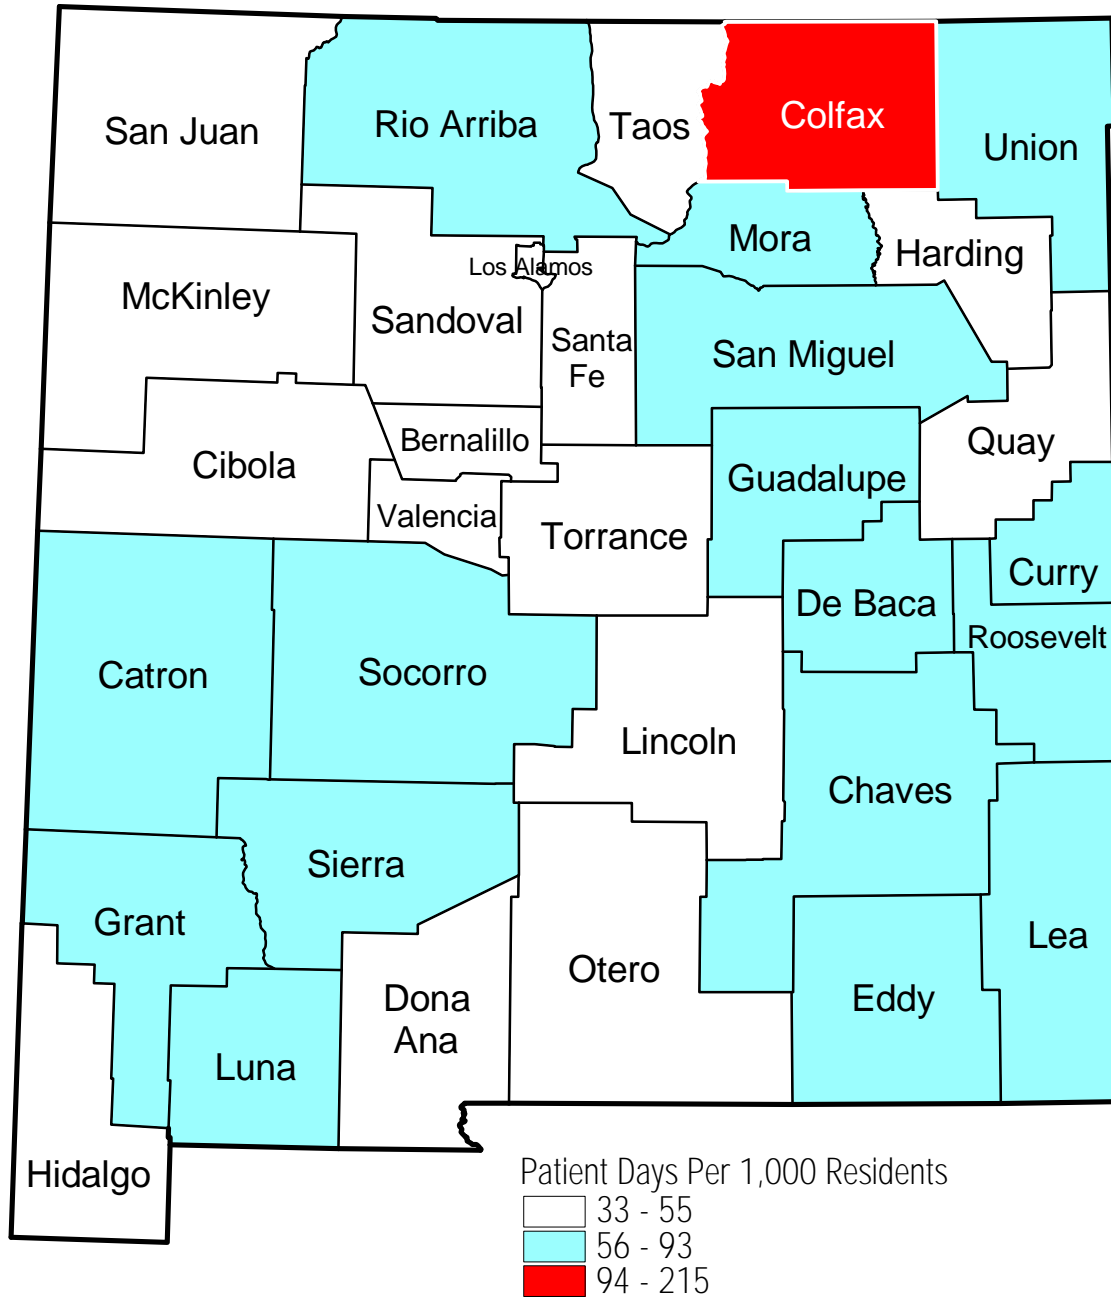 San Juan
Rio Arriba
Taos
Colfax
Union
Mora
Harding
Los Alamos
McKinley
Sandoval
Santa
Fe
San Miguel
Bernalillo
Quay
Cibola
Guadalupe
Valencia
Torrance
Curry
De Baca
Roosevelt
Catron
Socorro
Lincoln
Chaves
Sierra
Grant
Lea
Otero
Dona
Ana
Eddy
Luna
Hidalgo
Patient Days Per 1,000 Residents
33 - 55
56 - 93
94 - 215